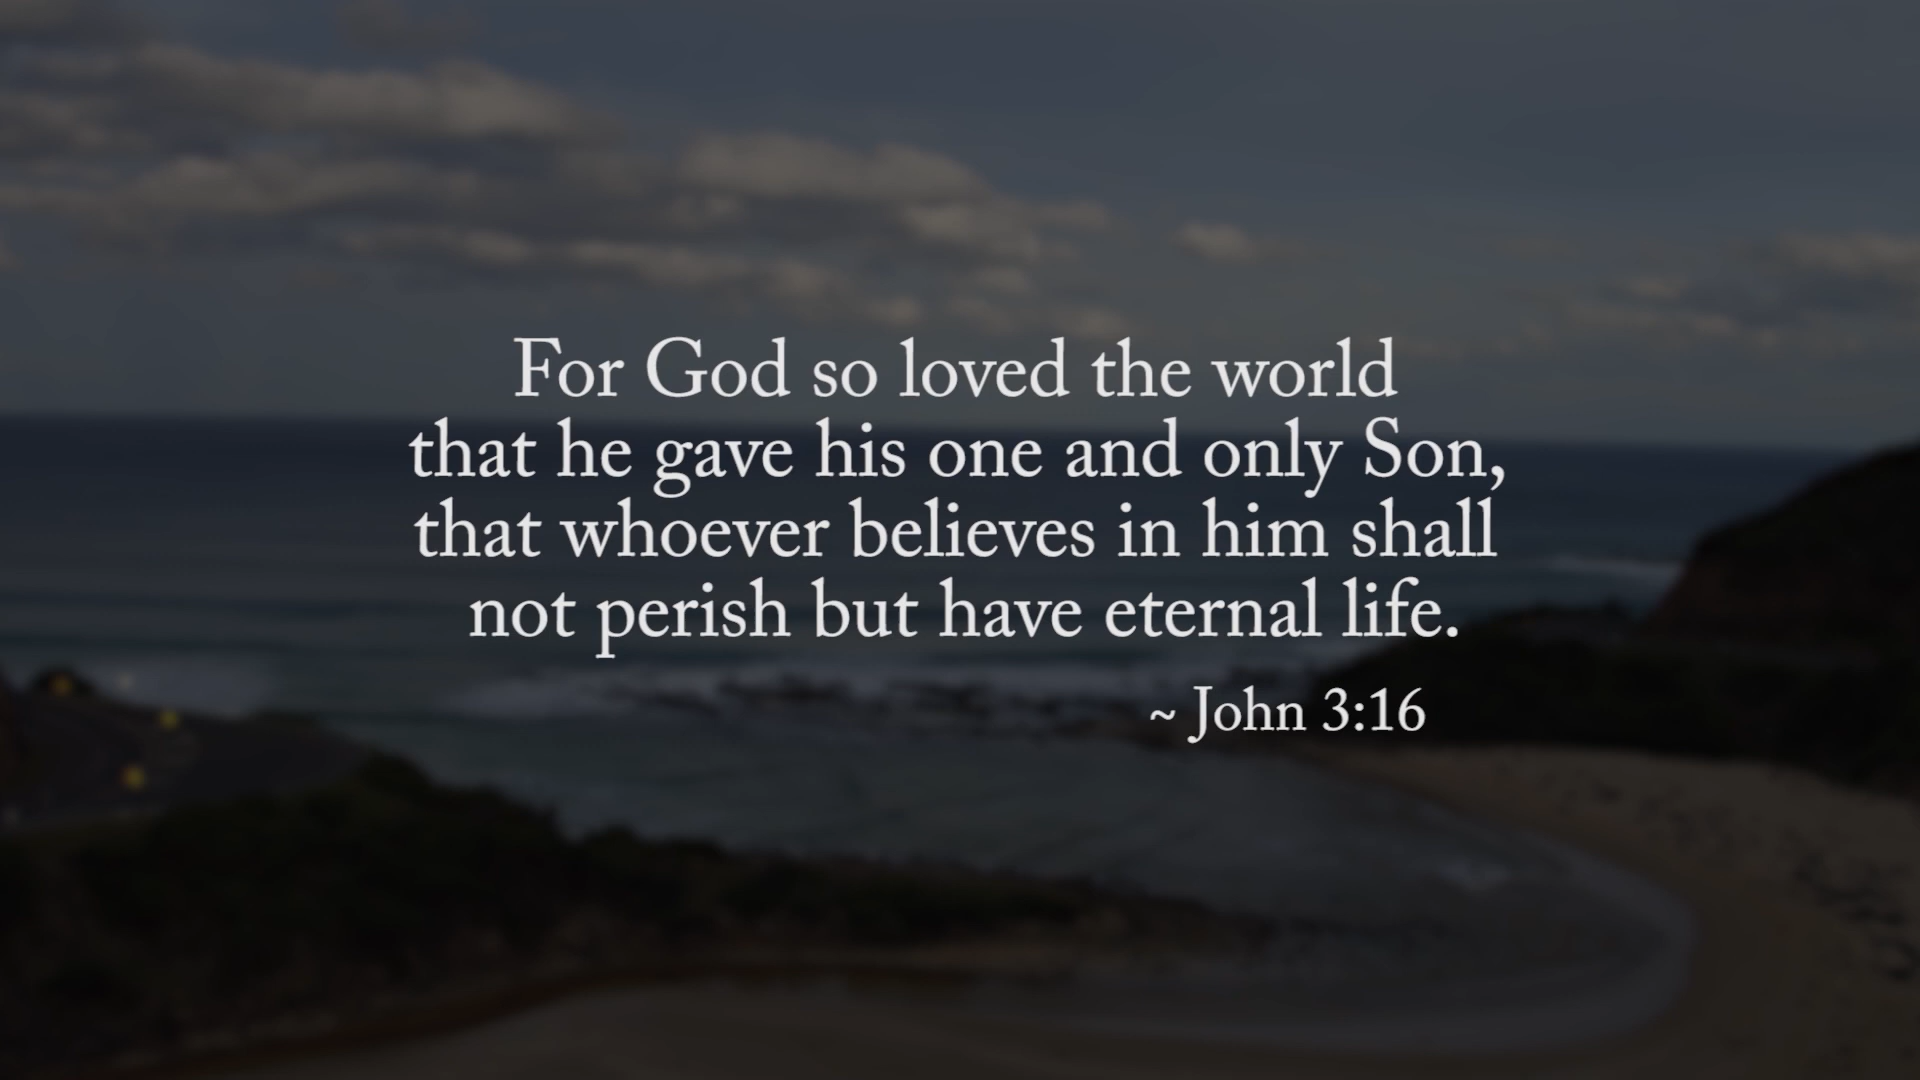 For God so loved the world
that he gave his one and only Son,
that whoever believes in him shall
not perish but have eternal life.
~ John 3:16